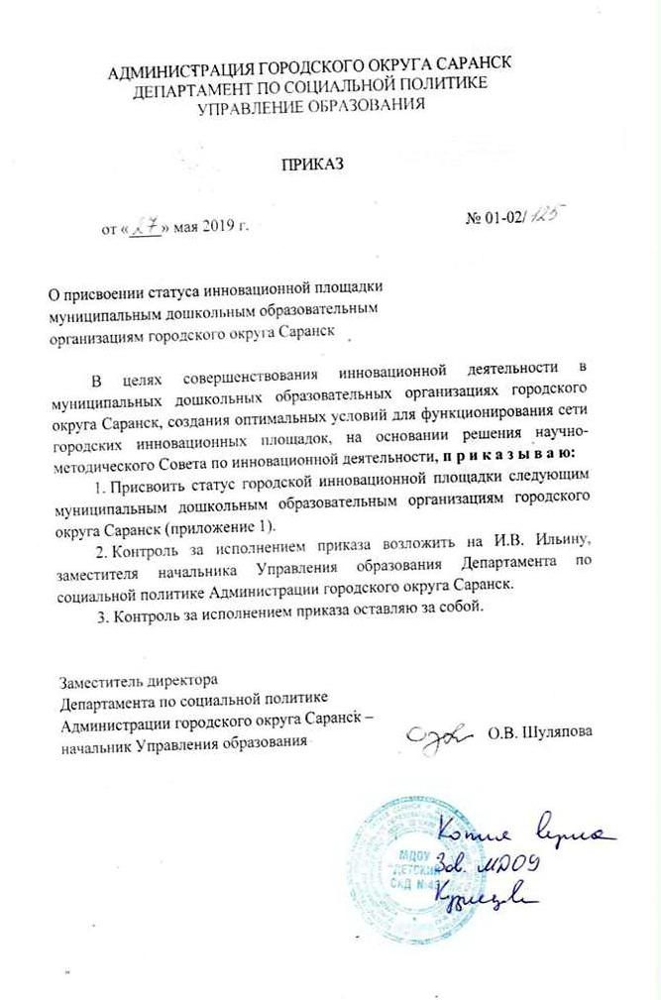 АДМИНИСТРАЦИЯ ГОРОДСКОГО ОКРУГА САРАНСК
ДЕПАРТАМЕНТ ПО СОЦИАЛЬНОЙ ПОЛИТИКЕ
УПРАВЛЕНИЕ ОБРАЗОВАНИЯ
ПРИКАЗ
от «27» мая 2019 г. № 01-02/125
О присвоении статуса инновационной площадки
муниципальным дошкольным образовательным
организациям городского округа Саранск
В целях совершенствования инновационной деятельности в
муниципальных дошкольных образовательных организациях городского
округа Саранск, создания оптимальных условий для функционирования сети
городских инновационных площадок, на основании решения научно-
методического Совета по инновационной деятельности, п р и к а з ы в а ю:
1. Присвоить статус городской инновационной площадки следующим
муниципальным дошкольным образовательным организациям городского
округа Саранск (приложение 1).
2. Контроль за исполнением приказа возложить на И.В. Ильину,
заместителя начальника Управления образования Департамента по
социальной политике Администрации городского округа Саранск.
3. Контроль за исполнением приказа оставляю за собой.
Заместитель директора
Департамента по социальной политике
Администрации городского округа Саранск –
начальник Управления образования О.В. Шуляпова
Копия верна
Зав. МДОУ
МДОУ
"ДЕТСКИЙ
САД №